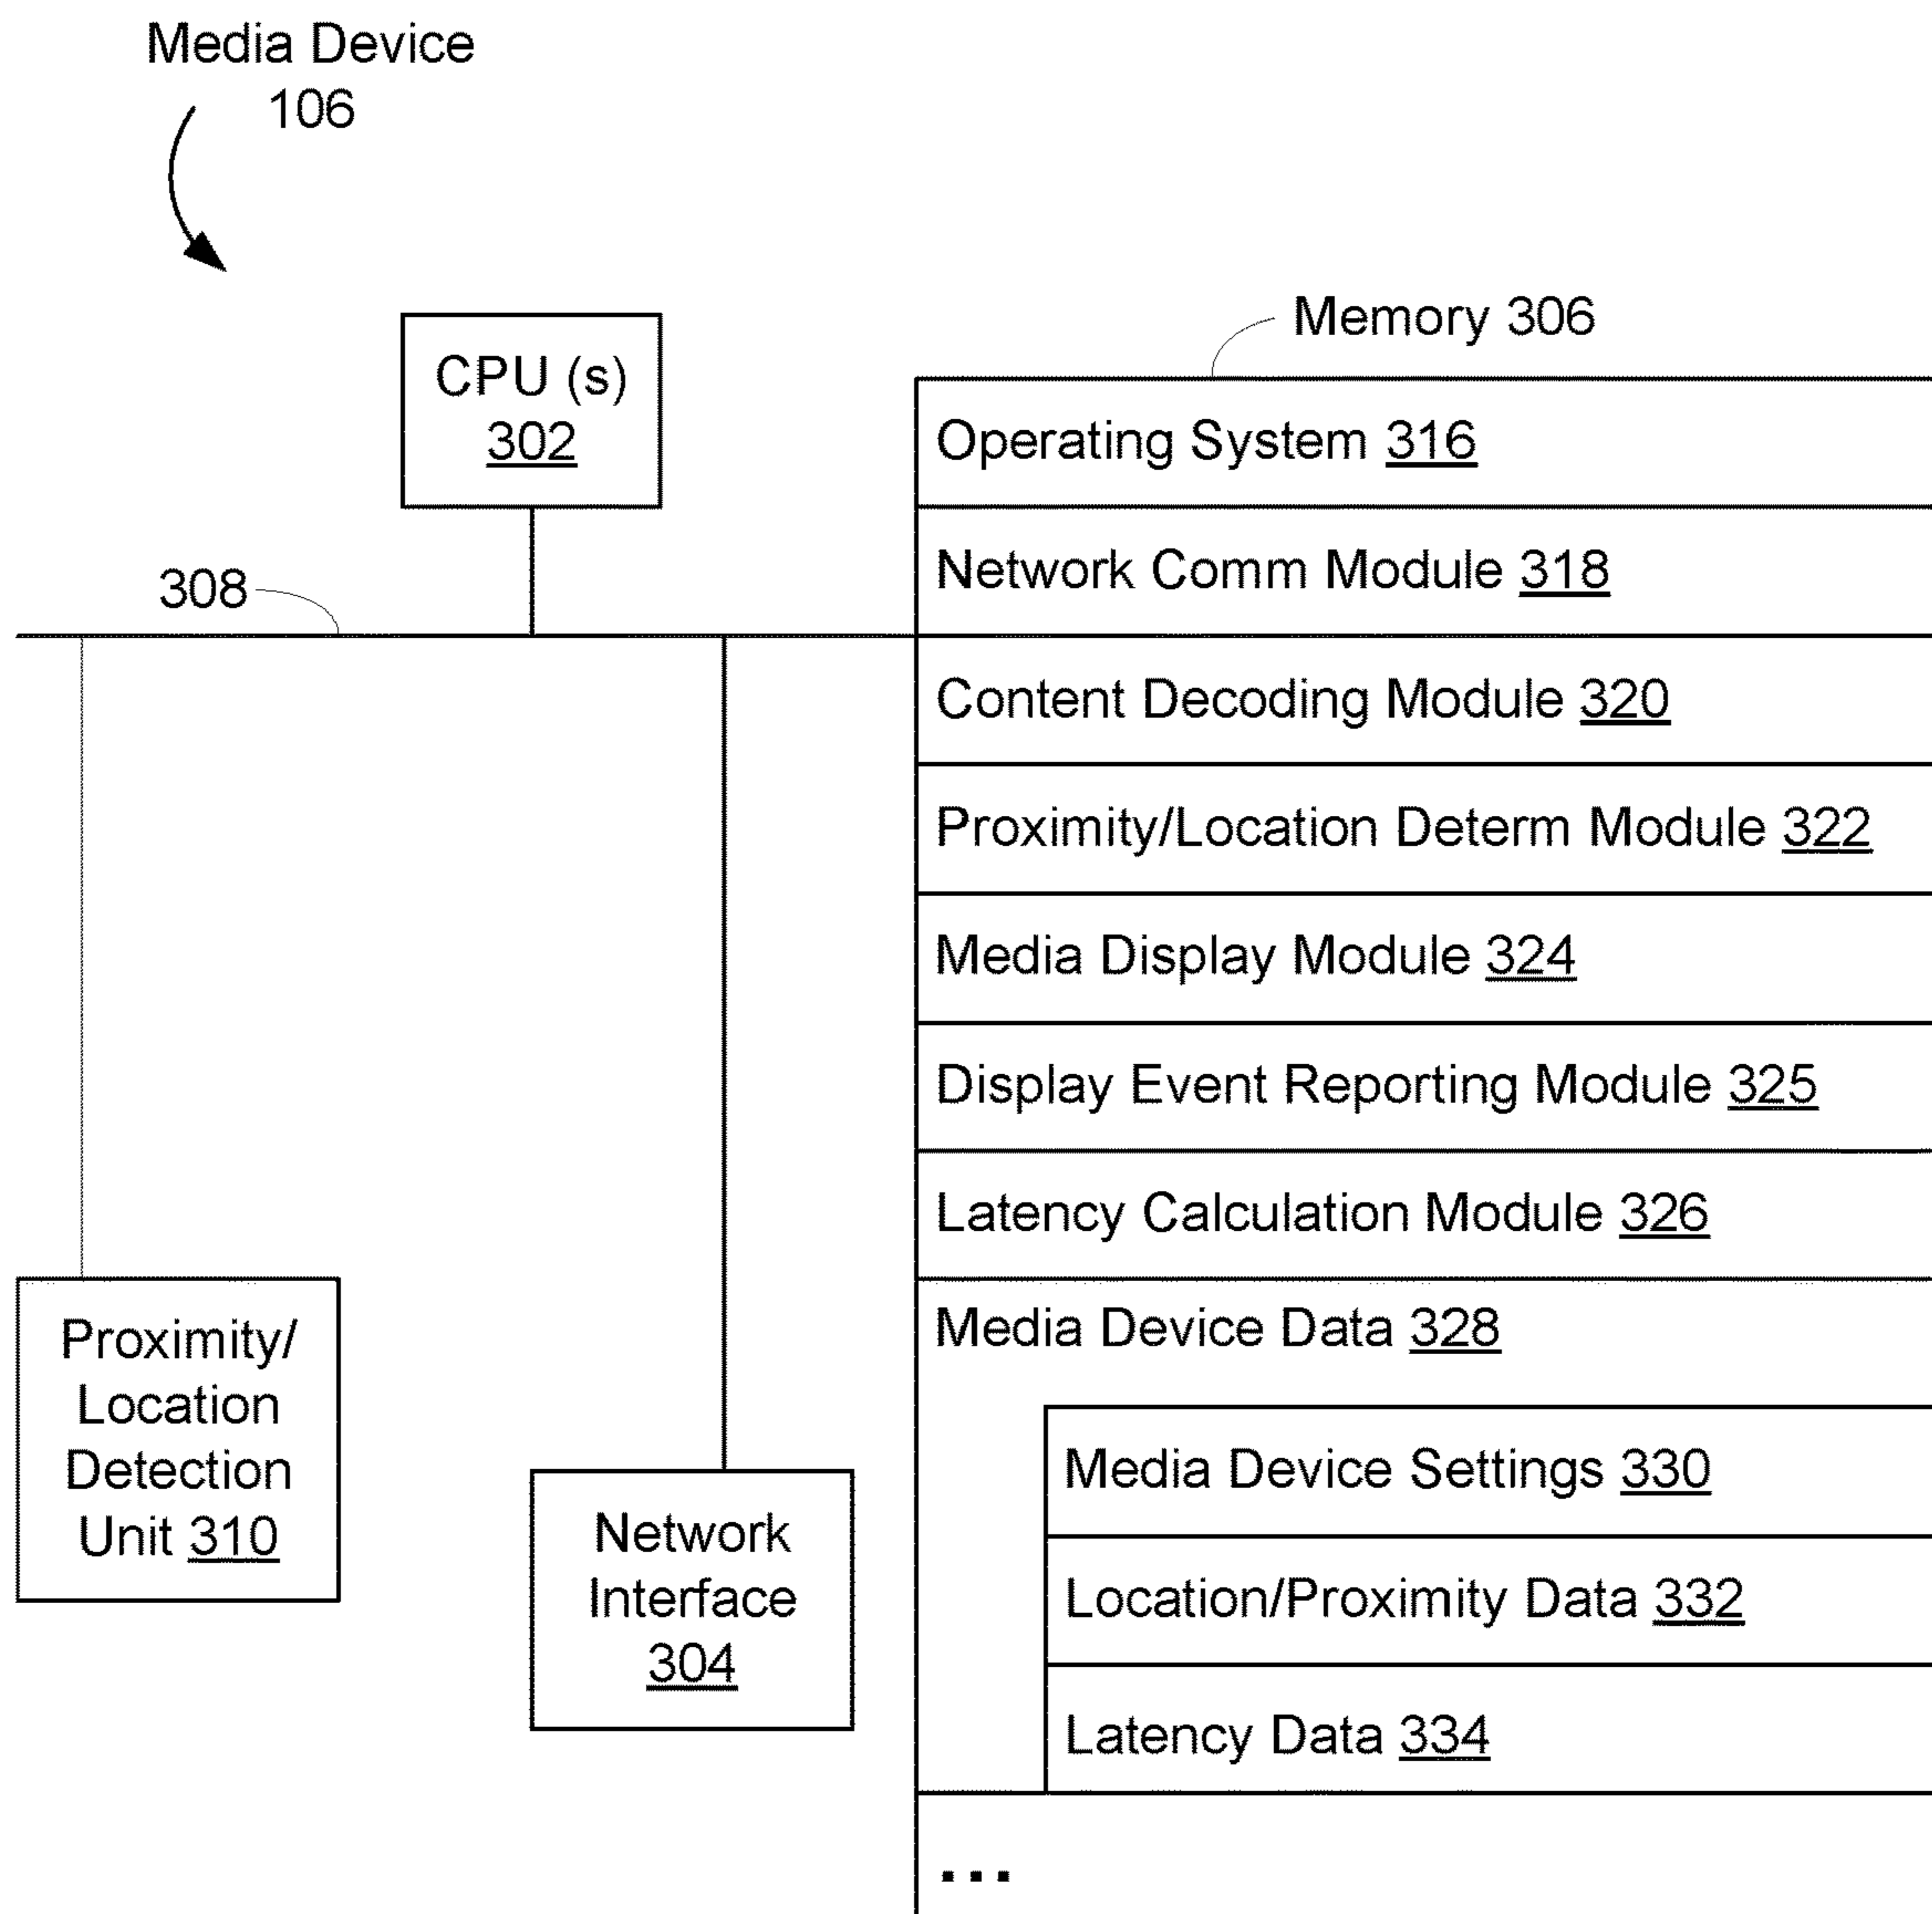 Media Device
106
Memory 306
CPU (s)
302
Operating System 316
Network Comm Module 318
308
Content Decoding Module 320
Proximity/Location Determ Module 322
Media Display Module 324
Display Event Reporting Module 325
Latency Calculation Module 326
Proximity/
Location
Detection
Unit 310
Network
Interface
304
Media Device Data 328
Media Device Settings 330
Location/Proximity Data 332
Latency Data 334
...